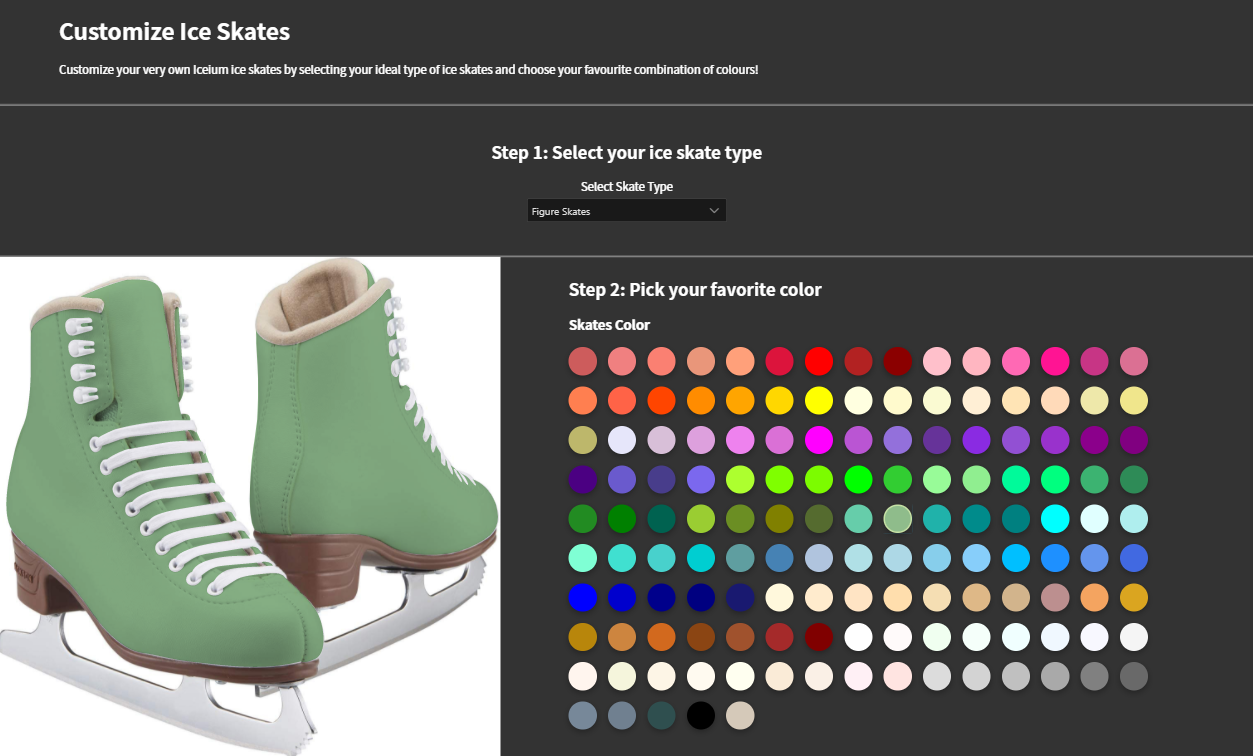 Customize Ice Skates
Customize your very own Iceium ice skates by selecting your ideal type of ice skates and choose your favourite combination of colours!
Step 1: Select your ice skate type
Select Skate Type
Figure Skates
Step 2: Pick your favorite color
Skates Color